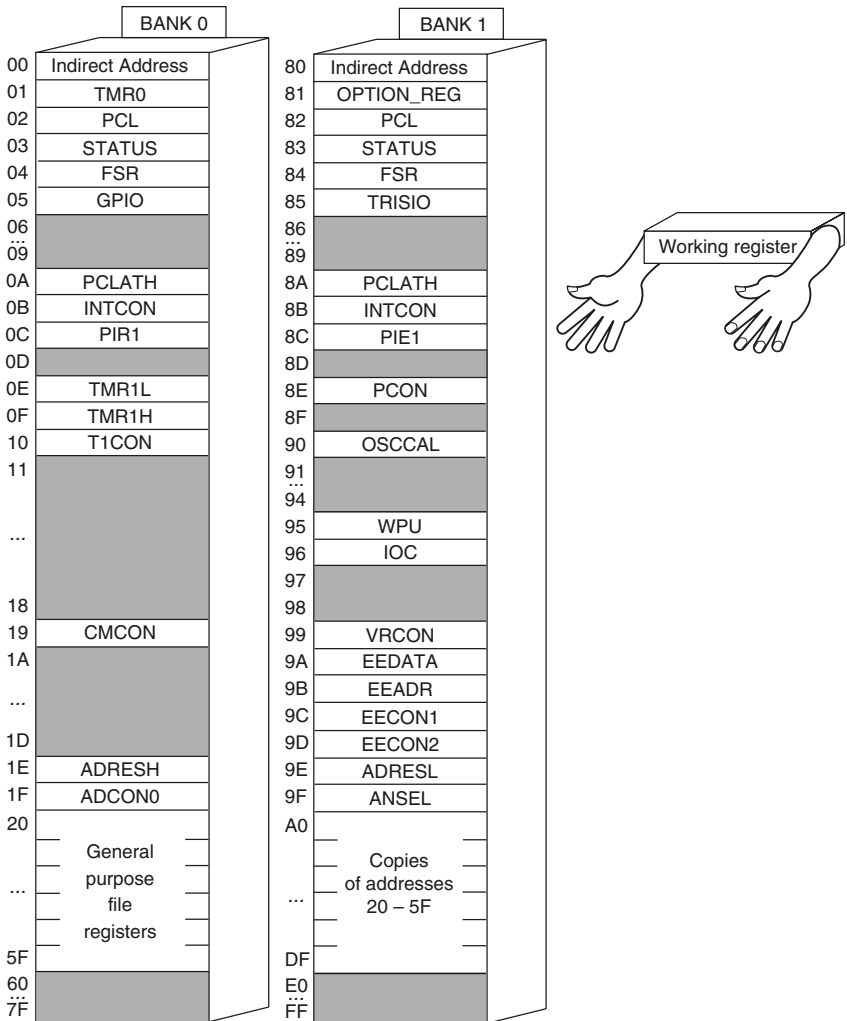 BANK 0
00 Indirect Address
01 TMR0
02 PCL
03 STATUS
04 FSR
05 GPIO
06
...
09
0A PCLATH
0B INTCON
0C PIR1
0D
0E TMR1L
0F TMR1H
10 T1CON
11
...
18
19 CMCON
1A
...
1D
1E ADRESH
1F ADCON0
20
General
purpose
...
file
registers
5F
60
...
7F
BANK 1
80 Indirect Address
81 OPTION_REG
82 PCL
83 STATUS
84 FSR
85 TRISIO
86
...
89
8A PCLATH
8B INTCON
8C PIE1
8D
8E PCON
8F
90 OSCCAL
91
...
94
95 WPU
96 IOC
97
98
99 VRCON
9A EEDATA
9B EEADR
9C EECON1
9D EECON2
9E ADRESL
9F ANSEL
A0
Copies
of addresses
...
20 – 5F
DF
E0
...
FF
Working register